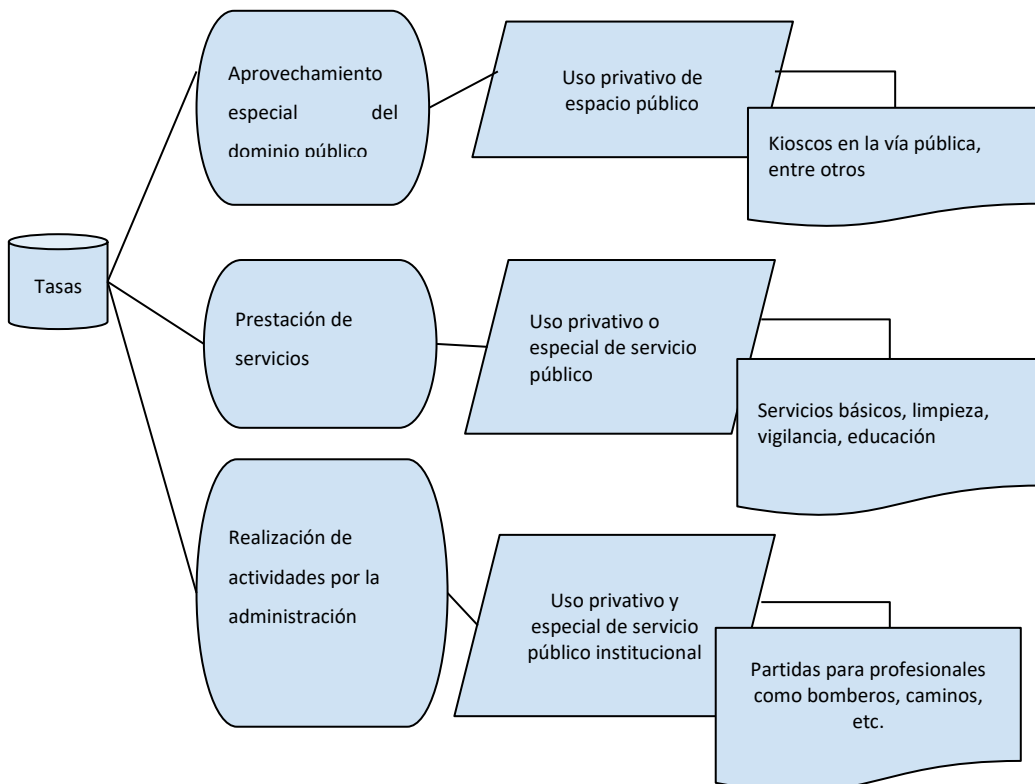 Aprovechamiento
especial del
dominio público
Uso privativo de
espacio público
Kioscos en la vía pública,
entre otros
Tasas
Prestación de
servicios
Uso privativo o
especial de servicio
público
Servicios básicos, limpieza,
vigilancia, educación
Realización de
actividades por la
administración
Uso privativo y
especial de servicio
público institucional
Partidas para profesionales
como bomberos, caminos,
etc.